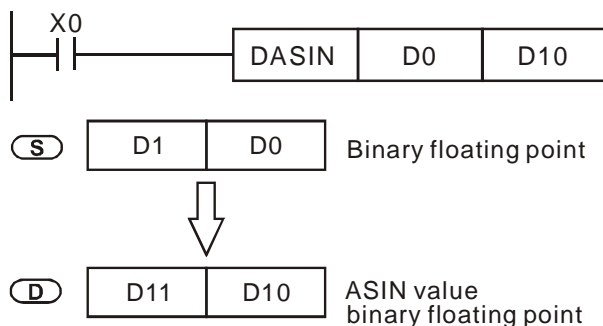 X0
DASIN D0 D10
S D1 D0 Binary floating point
D D11 D10 ASIN value
binary floating point